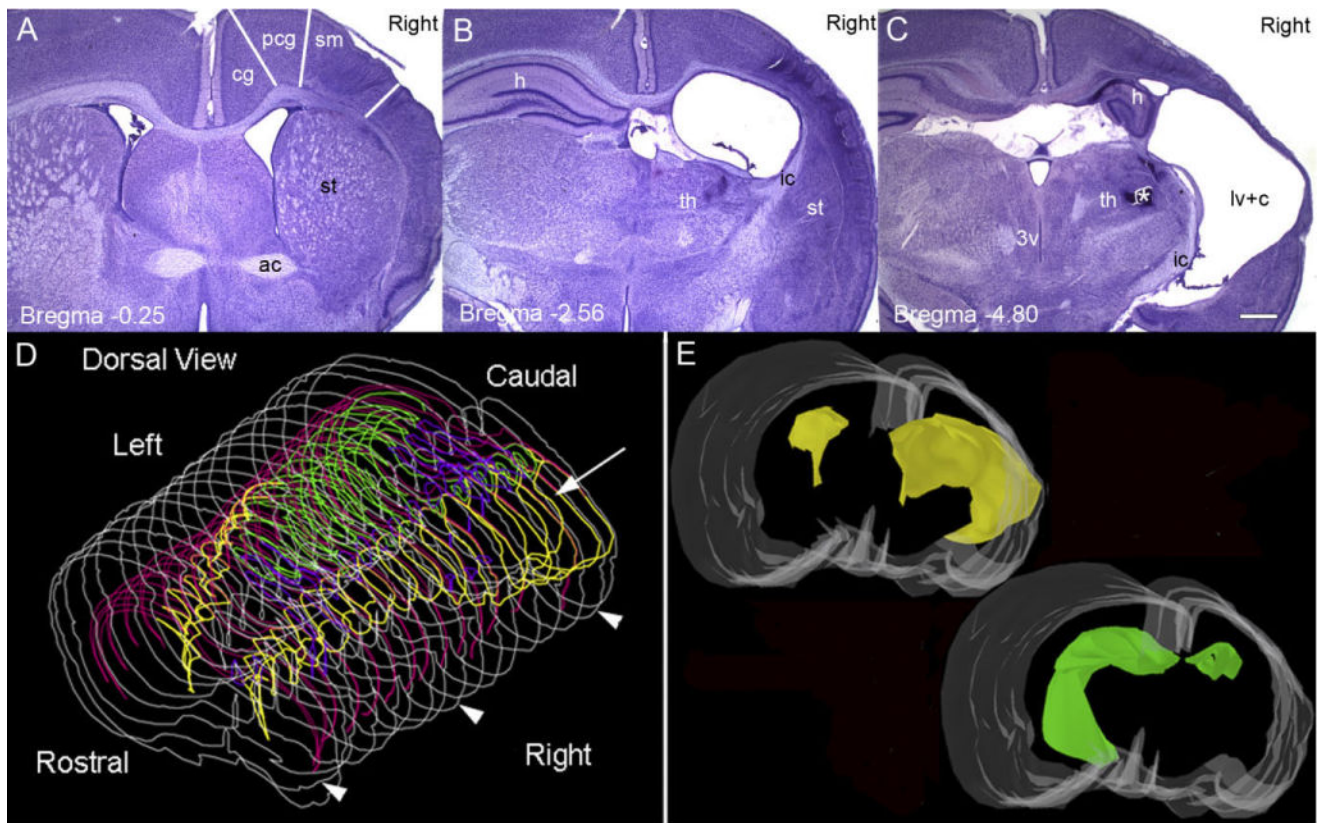 A
pcg
sm
Right
cg
st
ac
Bregma -0.25
B
Right
h
ic
th
st
Bregma -2.56
C
Right
h
th
*
lv+c
3v
ic
Bregma -4.80
D
Dorsal View
Caudal
Left
Rostral
Right
E